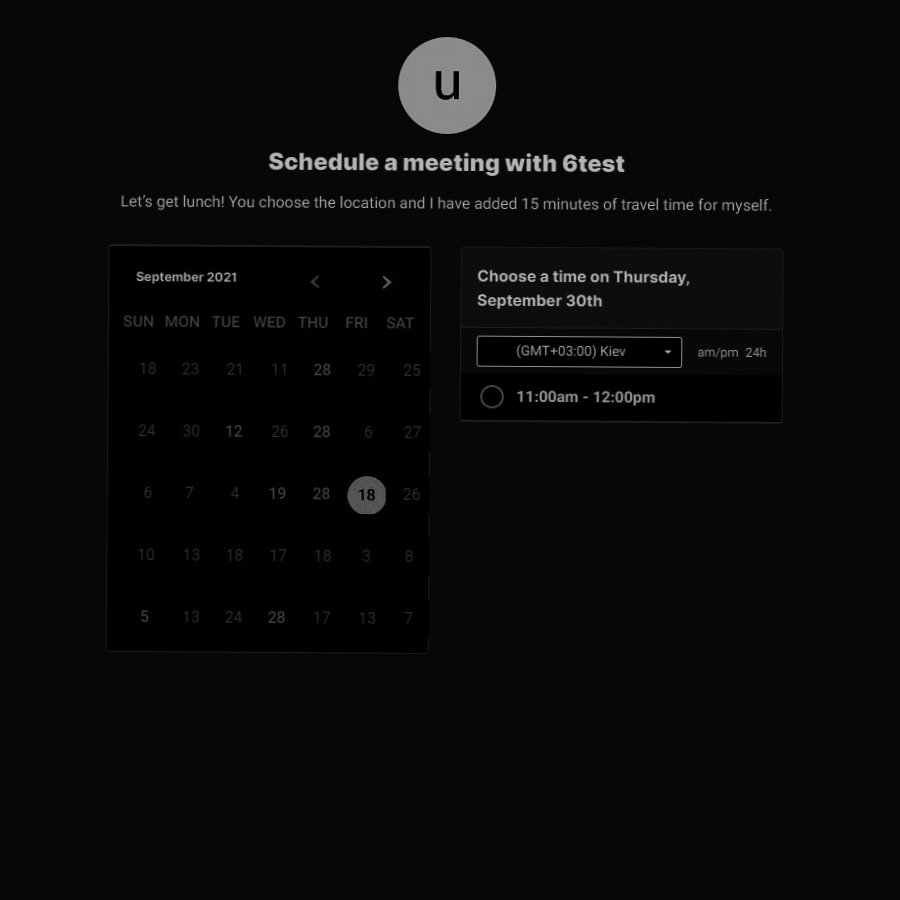 u
Schedule a meeting with 6test
Let's get lunch! You choose the location and I have added 15 minutes of travel time for myself.
September 2021
SUN MON TUE WED THU FRI SAT
18 23 21 11 28 29 25
24 30 12 26 28 6 27
6 7 4 19 28 18 26
10 13 18 17 18 3 8
5 13 24 28 17 13 7
Choose a time on Thursday,
September 30th
(GMT+03:00) Kiev am/pm 24h
11:00am - 12:00pm